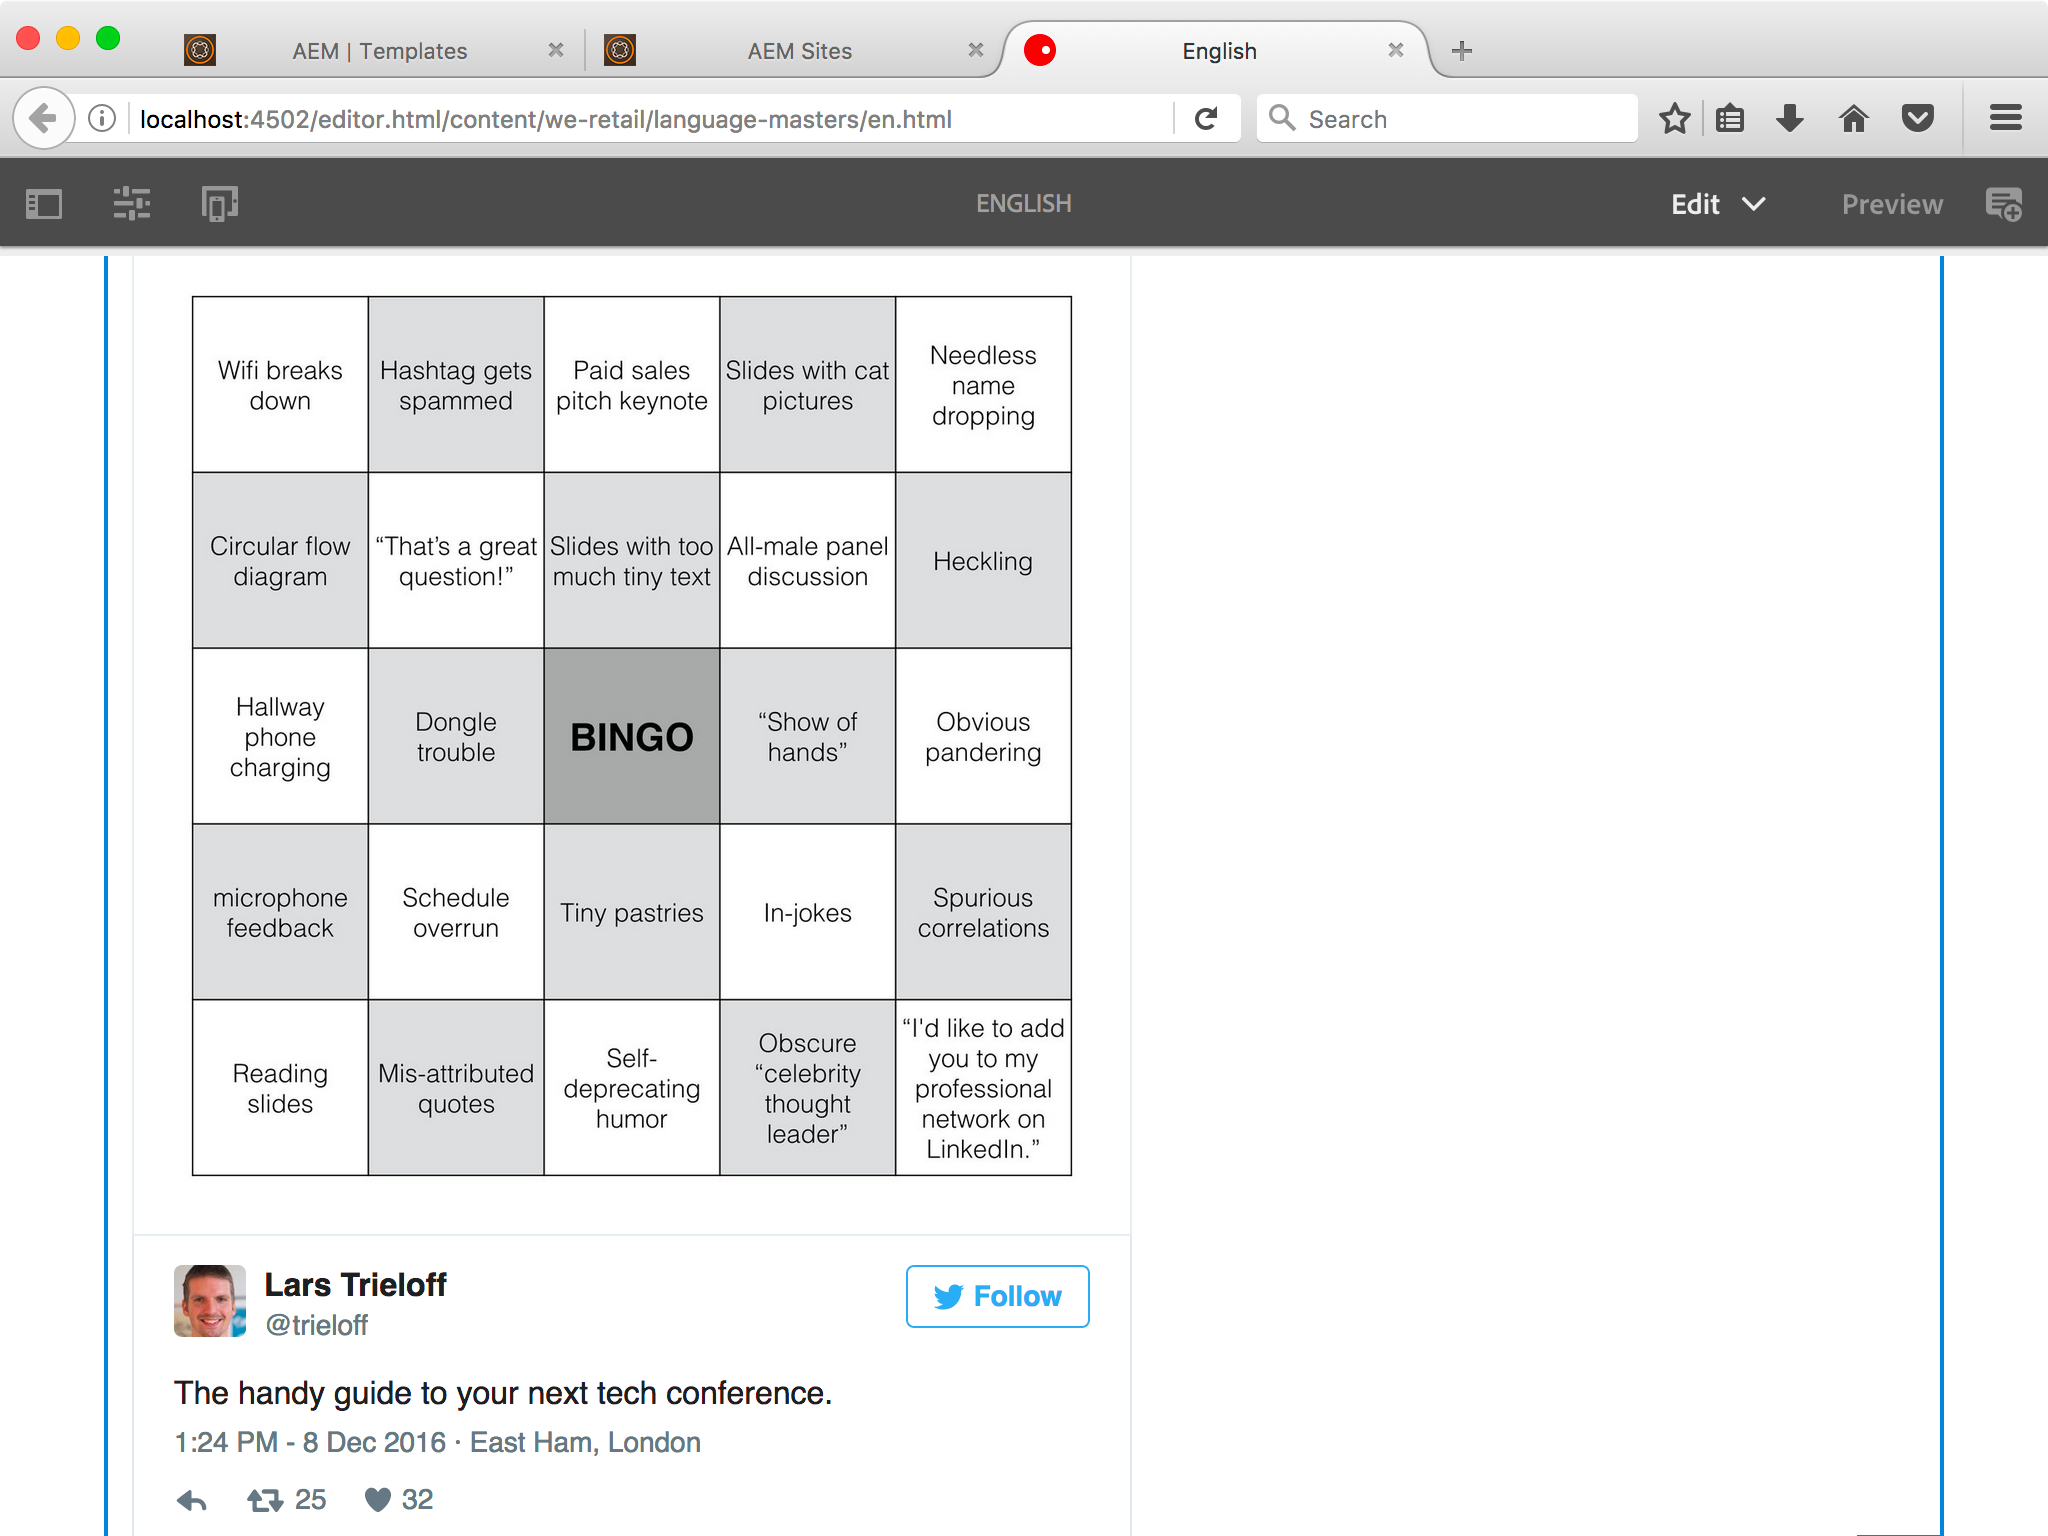 AEM | Templates
AEM Sites
English
localhost:4502/editor.html/content/we-retail/language-masters/en.html
Search
ENGLISH
Edit
Preview
Wifi breaks
down
Hashtag gets
spammed
Paid sales
pitch keynote
Slides with cat
pictures
Needless
name
dropping
Circular flow
diagram
“That’s a great
question!”
Slides with too
much tiny text
All-male panel
discussion
Heckling
Hallway
phone
charging
Dongle
trouble
BINGO
“Show of
hands”
Obvious
pandering
microphone
feedback
Schedule
overrun
Tiny pastries
In-jokes
Spurious
correlations
Reading
slides
Mis-attributed
quotes
Self-
deprecating
humor
Obscure
“celebrity
thought
leader”
“I'd like to add
you to my
professional
network on
LinkedIn.”
Lars Trieloff
@trieloff
Follow
The handy guide to your next tech conference.
1:24 PM - 8 Dec 2016 · East Ham, London
25
32